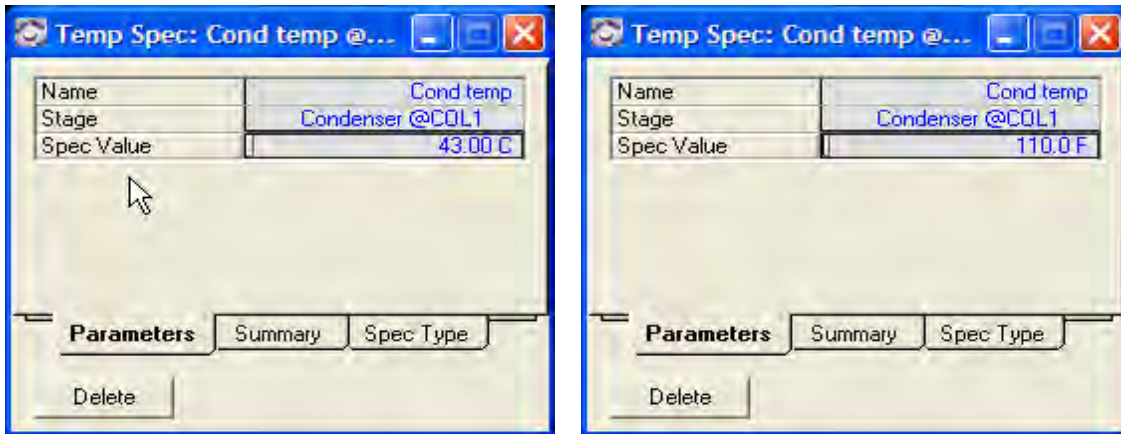 Temp Spec: Cond temp @...
Name Cond temp
Stage Condenser @COL1
Spec Value 43.00 C
Parameters Summary Spec Type
Delete
Temp Spec: Cond temp @...
Name Cond temp
Stage Condenser @COL1
Spec Value 110.0 F
Parameters Summary Spec Type
Delete